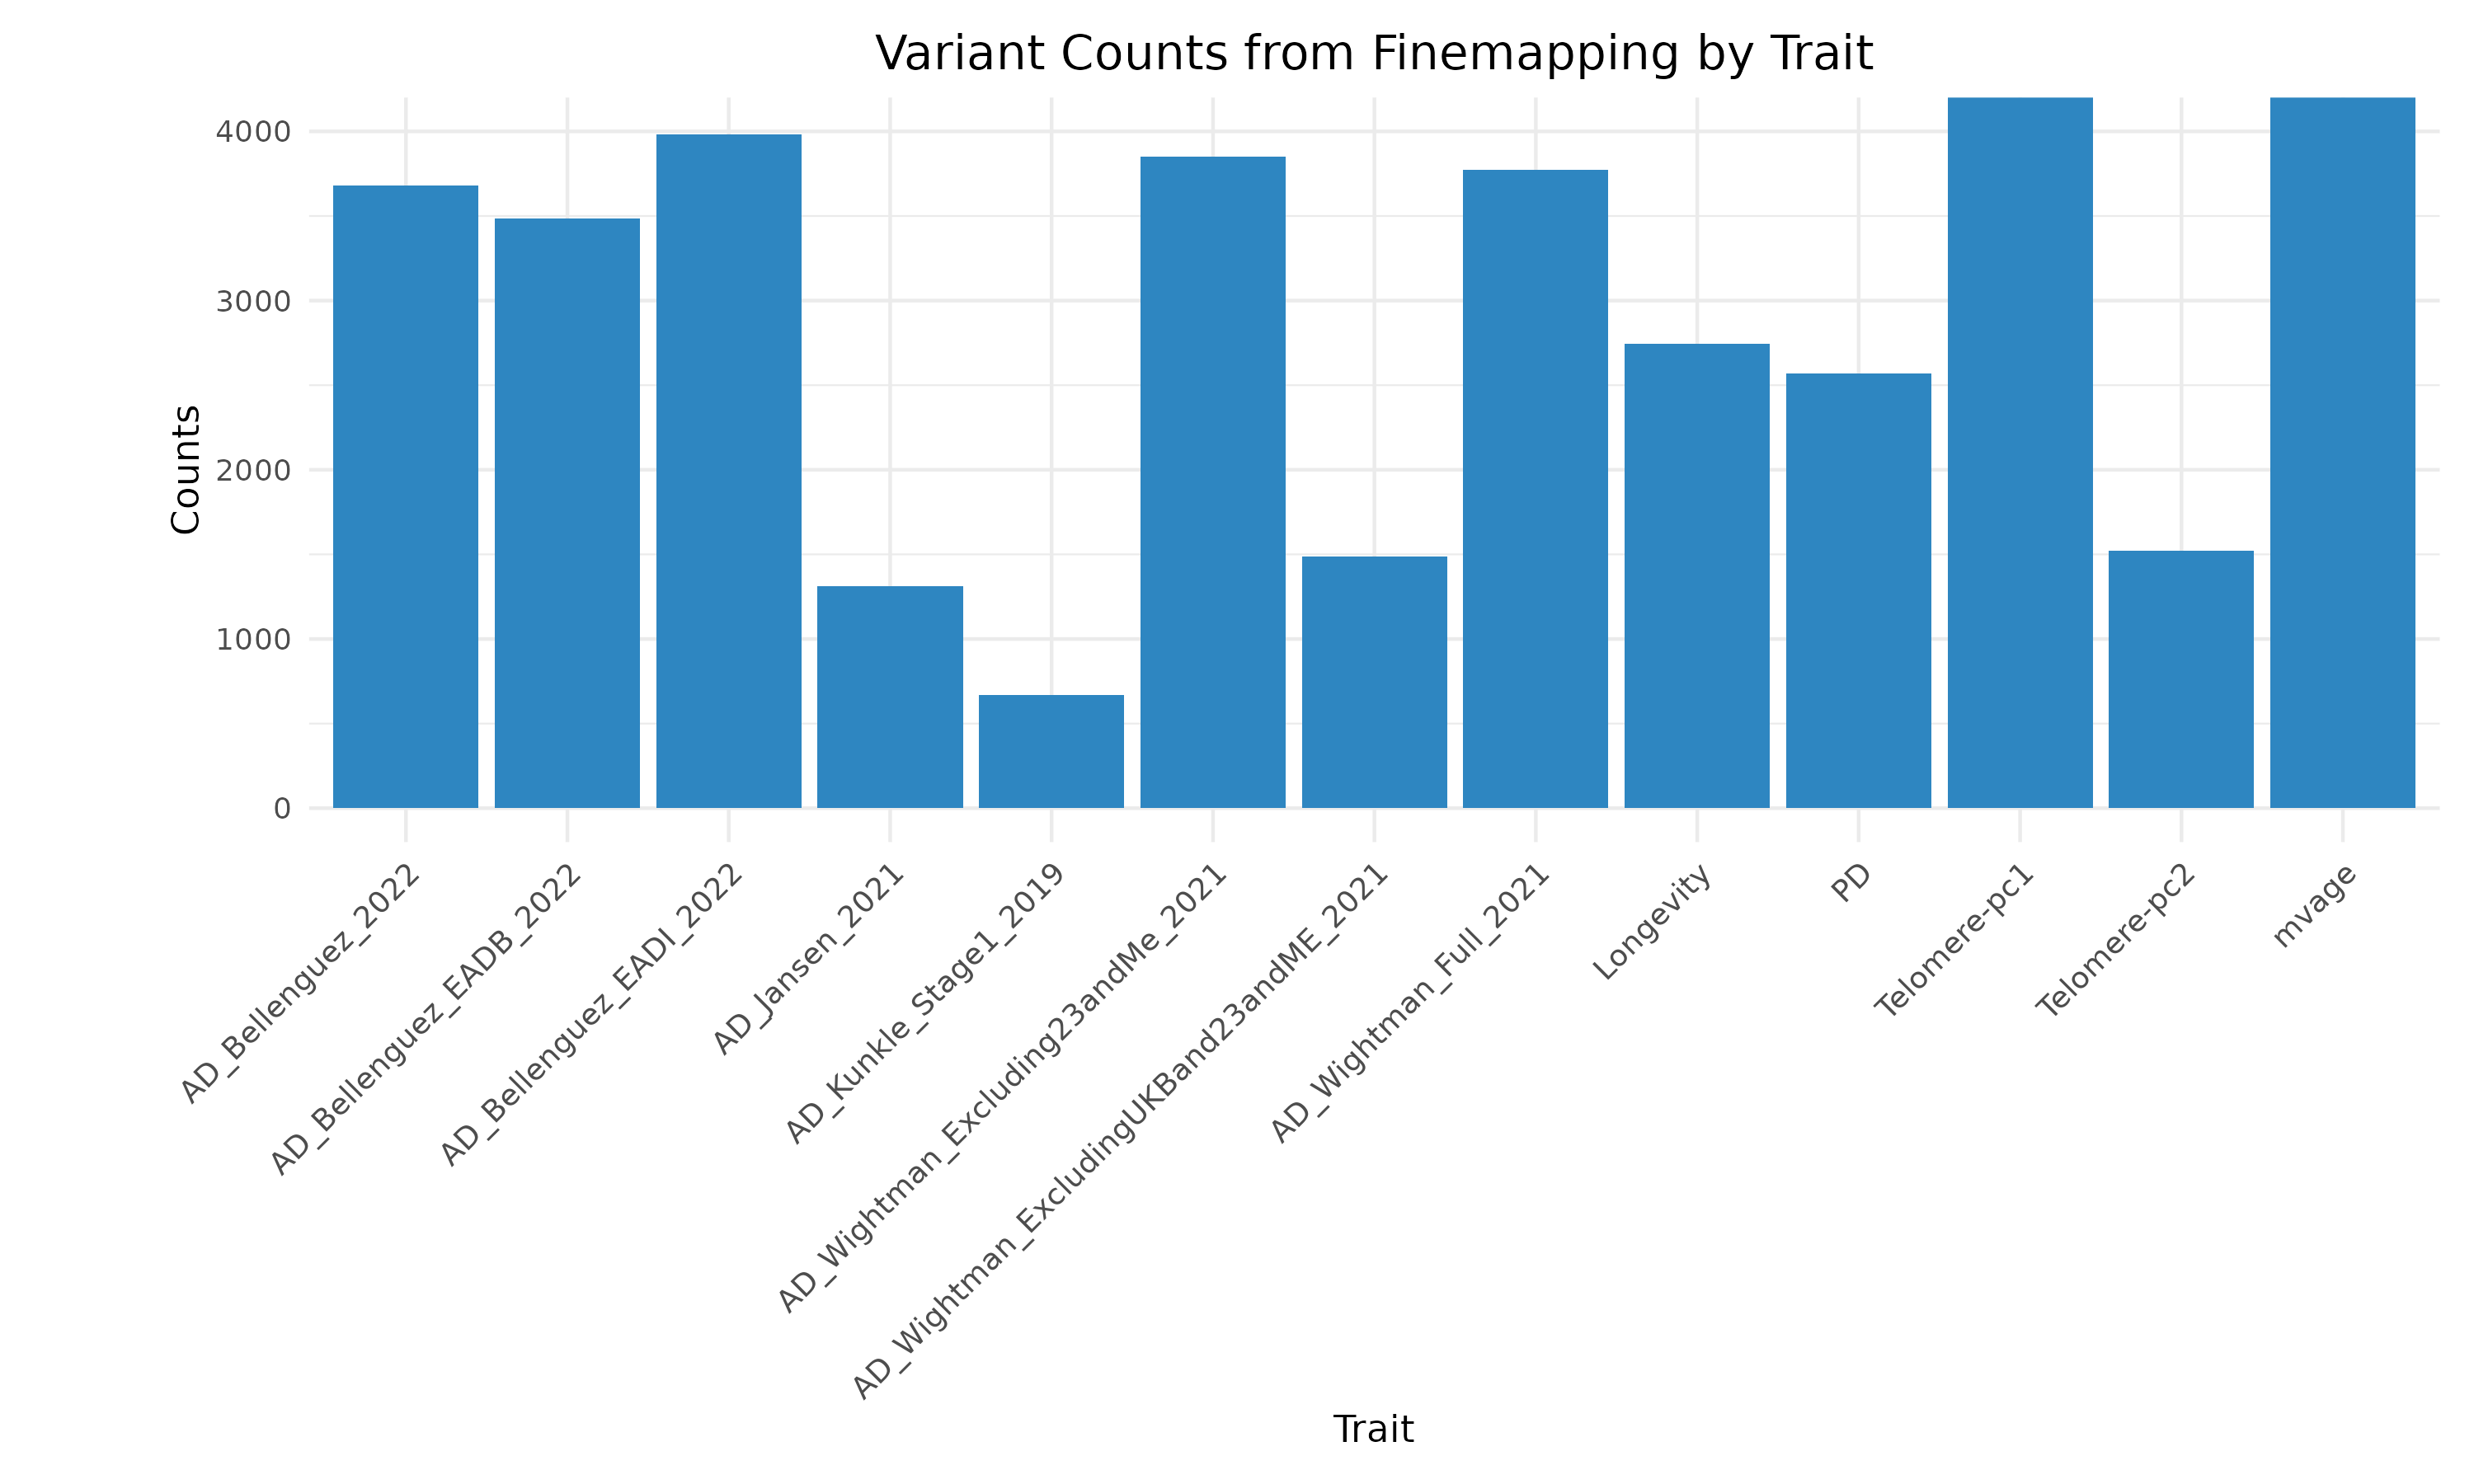 Variant Counts from Finemapping by Trait
Counts
4000
3000
2000
1000
0
AD_Bellenguez_2022
AD_Bellenguez_EADB_2022
AD_Bellenguez_EADI_2022
AD_Jansen_2021
AD_Kunkle_Stage1_2019
AD_Wightman_Excluding23andMe_2021
AD_Wightman_ExcludingUKBand23andME_2021
AD_Wightman_Full_2021
Longevity
PD
Telomere-pc1
Telomere-pc2
mvage
Trait